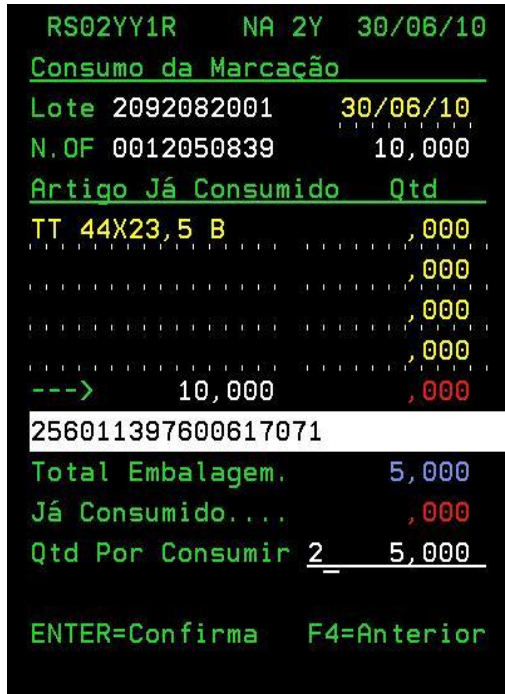 RS02YY1R NA 2Y 30/06/10
Consumo da Marcação
Lote 2092082001 30/06/10
N.OF 0012050839 10,000
Artigo Já Consumido Qtd
TT 44X23,5 B ,000
,000
,000
,000
---> 10,000 ,000
256011397600617071
Total Embalagem. 5,000
Já Consumido.... ,000
Qtd Por Consumir 2_ 5,000
ENTER=Confirma F4=Anterior